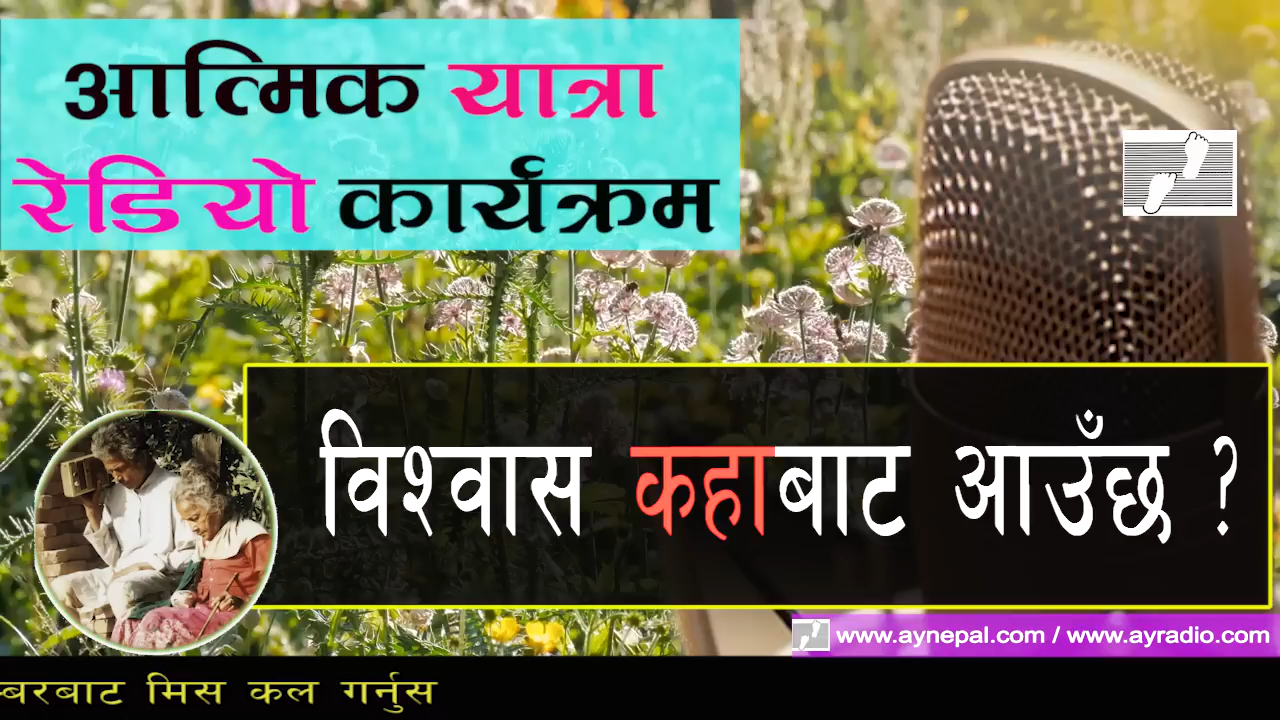 आत्मिक यात्रा
रेडियो कार्यक्रम
विश्वास कहाबाट आउँछ ?
www.aynepal.com / www.ayradio.com
म्बरबाट मिस कल गर्नुस